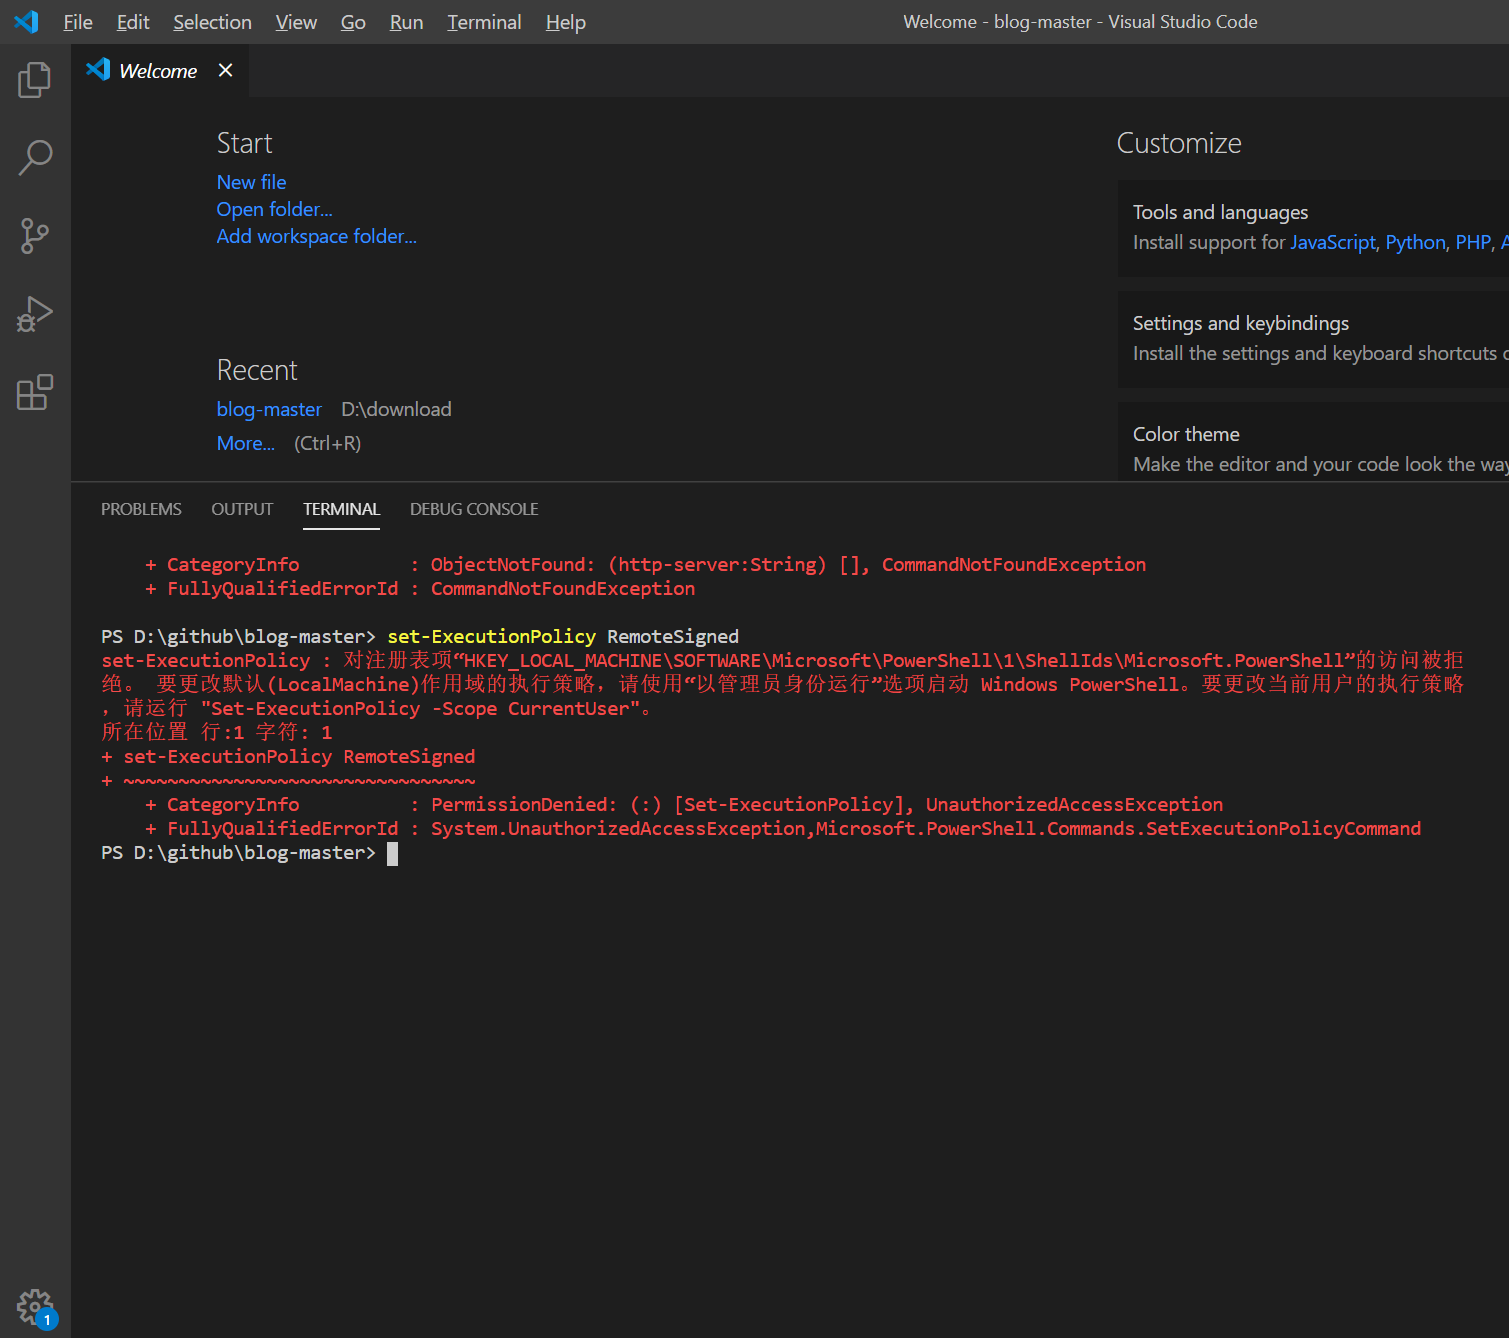 File Edit Selection View Go Run Terminal Help Welcome - blog-master - Visual Studio Code
Welcome
Start
New file
Open folder...
Add workspace folder...
Recent
blog-master D:\download
More... (Ctrl+R)
Customize
Tools and languages
Install support for JavaScript, Python, PHP, A
Settings and keybindings
Install the settings and keyboard shortcuts o
Color theme
Make the editor and your code look the way
PROBLEMS OUTPUT TERMINAL DEBUG CONSOLE
+ CategoryInfo : ObjectNotFound: (http-server:String) [], CommandNotFoundException
+ FullyQualifiedErrorId : CommandNotFoundException
PS D:\github\blog-master> set-ExecutionPolicy RemoteSigned
set-ExecutionPolicy : 对注册表项“HKEY_LOCAL_MACHINE\SOFTWARE\Microsoft\PowerShell\1\ShellIds\Microsoft.PowerShell”的访问被拒
绝。 要更改默认(LocalMachine)作用域的执行策略，请使用“以管理员身份运行”选项启动 Windows PowerShell。要更改当前用户的执行策略
，请运行 "Set-ExecutionPolicy -Scope CurrentUser"。
所在位置 行:1 字符: 1
+ set-ExecutionPolicy RemoteSigned
+ ~~~~~~~~~~~~~~~~~~~~~~~~~~~~~~~~
+ CategoryInfo : PermissionDenied: (:) [Set-ExecutionPolicy], UnauthorizedAccessException
+ FullyQualifiedErrorId : System.UnauthorizedAccessException,Microsoft.PowerShell.Commands.SetExecutionPolicyCommand
PS D:\github\blog-master>
1